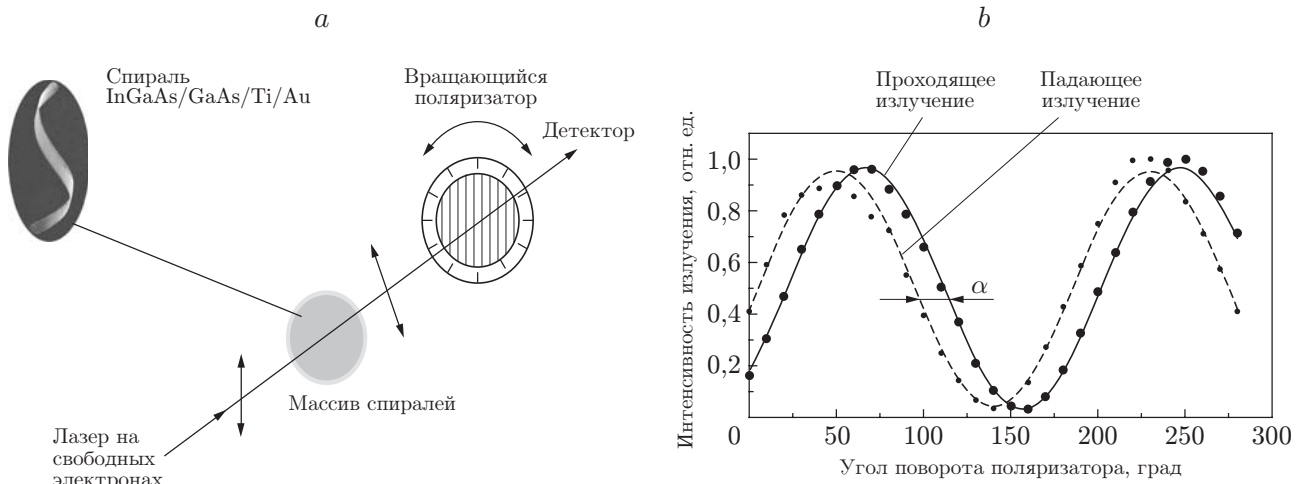 a
b
Спираль
InGaAs/GaAs/Ti/Au
Вращающийся
поляризатор
Детектор
Массив спиралей
Лазер на
свободных
электронах
Проходящее
излучение
Падающее
излучение
Интенсивность излучения, отн. ед.
1,0
0,8
0,6
0,4
0,2
α
0 50 100 150 200 250 300
Угол поворота поляризатора, град